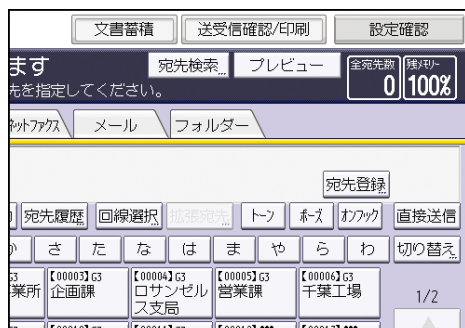 文書蓄積 送受信確認/印刷 設定確認
ます 宛先検索 プレビュー 全宛先数 残メモリー
先を指定してください。 0 100%
ネットファクス メール フォルダー
宛先登録
宛先履歴 回線選択 拡張宛先 トーン ポーズ オンフック 直接送信
か さ た な は ま や ら わ 切り替え
G3 【00003】G3 【00004】G3 【00005】G3 【00006】G3
業所 企画課 ロサンゼル 営業課 千葉工場 1/2
ス支局